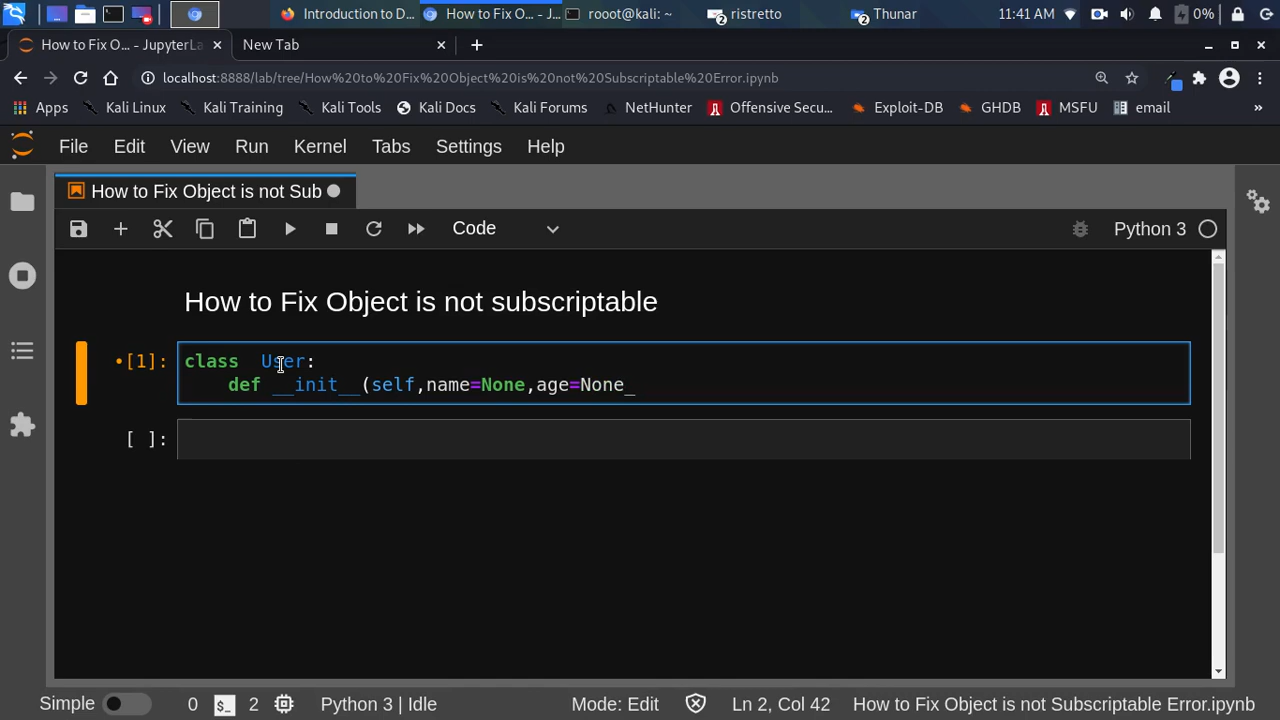 Introduction to D...
How to Fix O... - J...
rooot@kali: ~
ristretto
Thunar
11:41 AM
0%
How to Fix O... - JupyterLa
New Tab
localhost:8888/lab/tree/How%20to%20Fix%20Object%20is%20not%20Subscriptable%20Error.ipynb
Apps Kali Linux Kali Training Kali Tools Kali Docs Kali Forums NetHunter Offensive Secu... Exploit-DB GHDB MSFU email »
File Edit View Run Kernel Tabs Settings Help
How to Fix Object is not Sub
Code
Python 3
How to Fix Object is not subscriptable
[1]: class  User:
    def __init__(self,name=None,age=None_
[ ]:
Simple 0 2 Python 3 | Idle Mode: Edit Ln 2, Col 42 How to Fix Object is not Subscriptable Error.ipynb